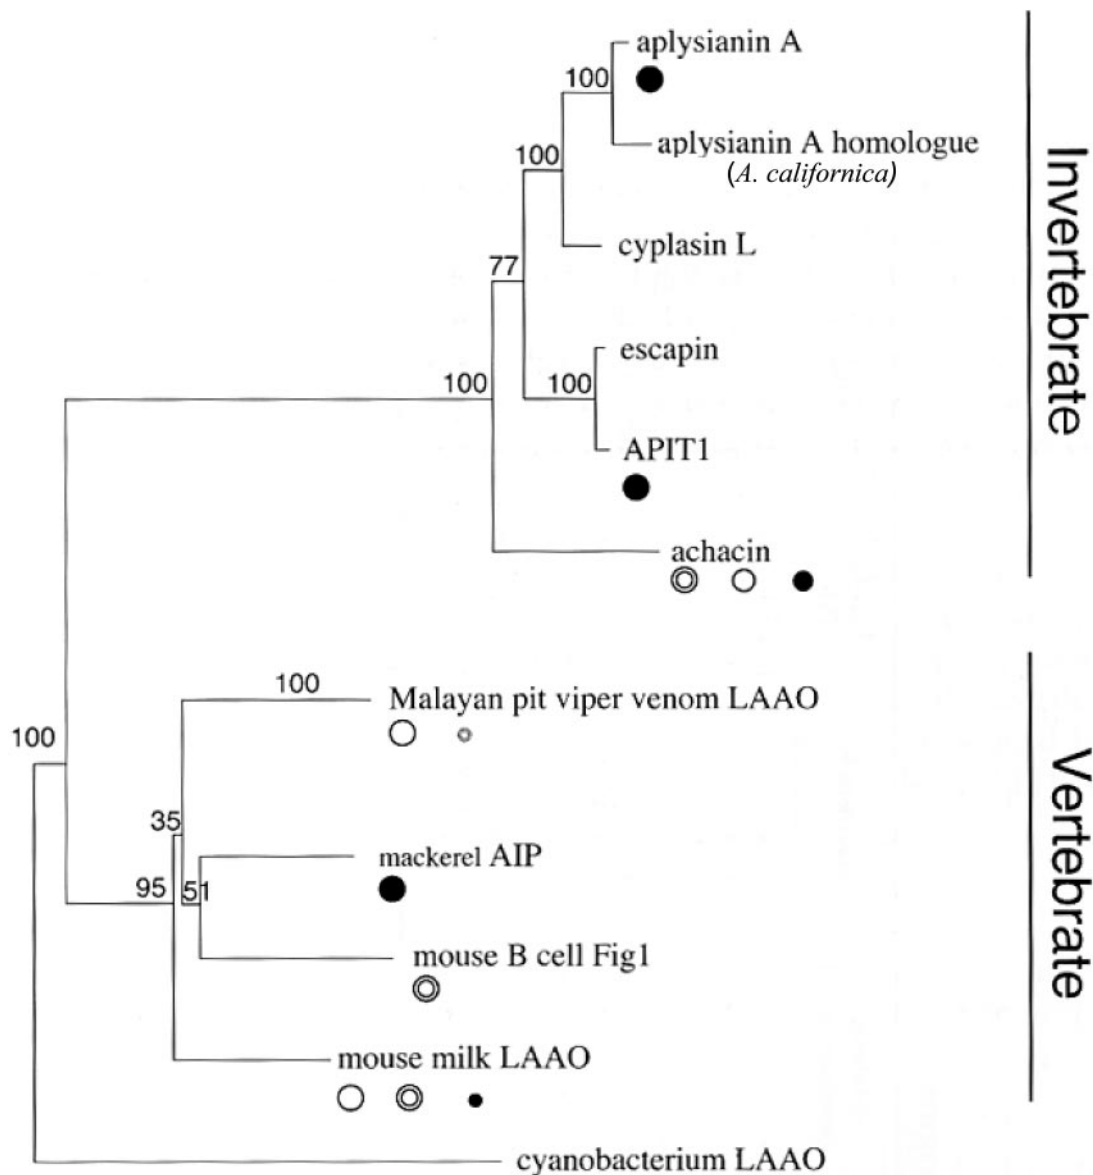 aplysianin A
100
aplysianin A homologue
(A. californica)
100
cyplasin L
77
escapin
100
100
APIT1
achacin
Invertebrate
100
Malayan pit viper venom LAAO
100
35
mackerel AIP
95
51
mouse B cell Fig1
mouse milk LAAO
Vertebrate
cyanobacterium LAAO